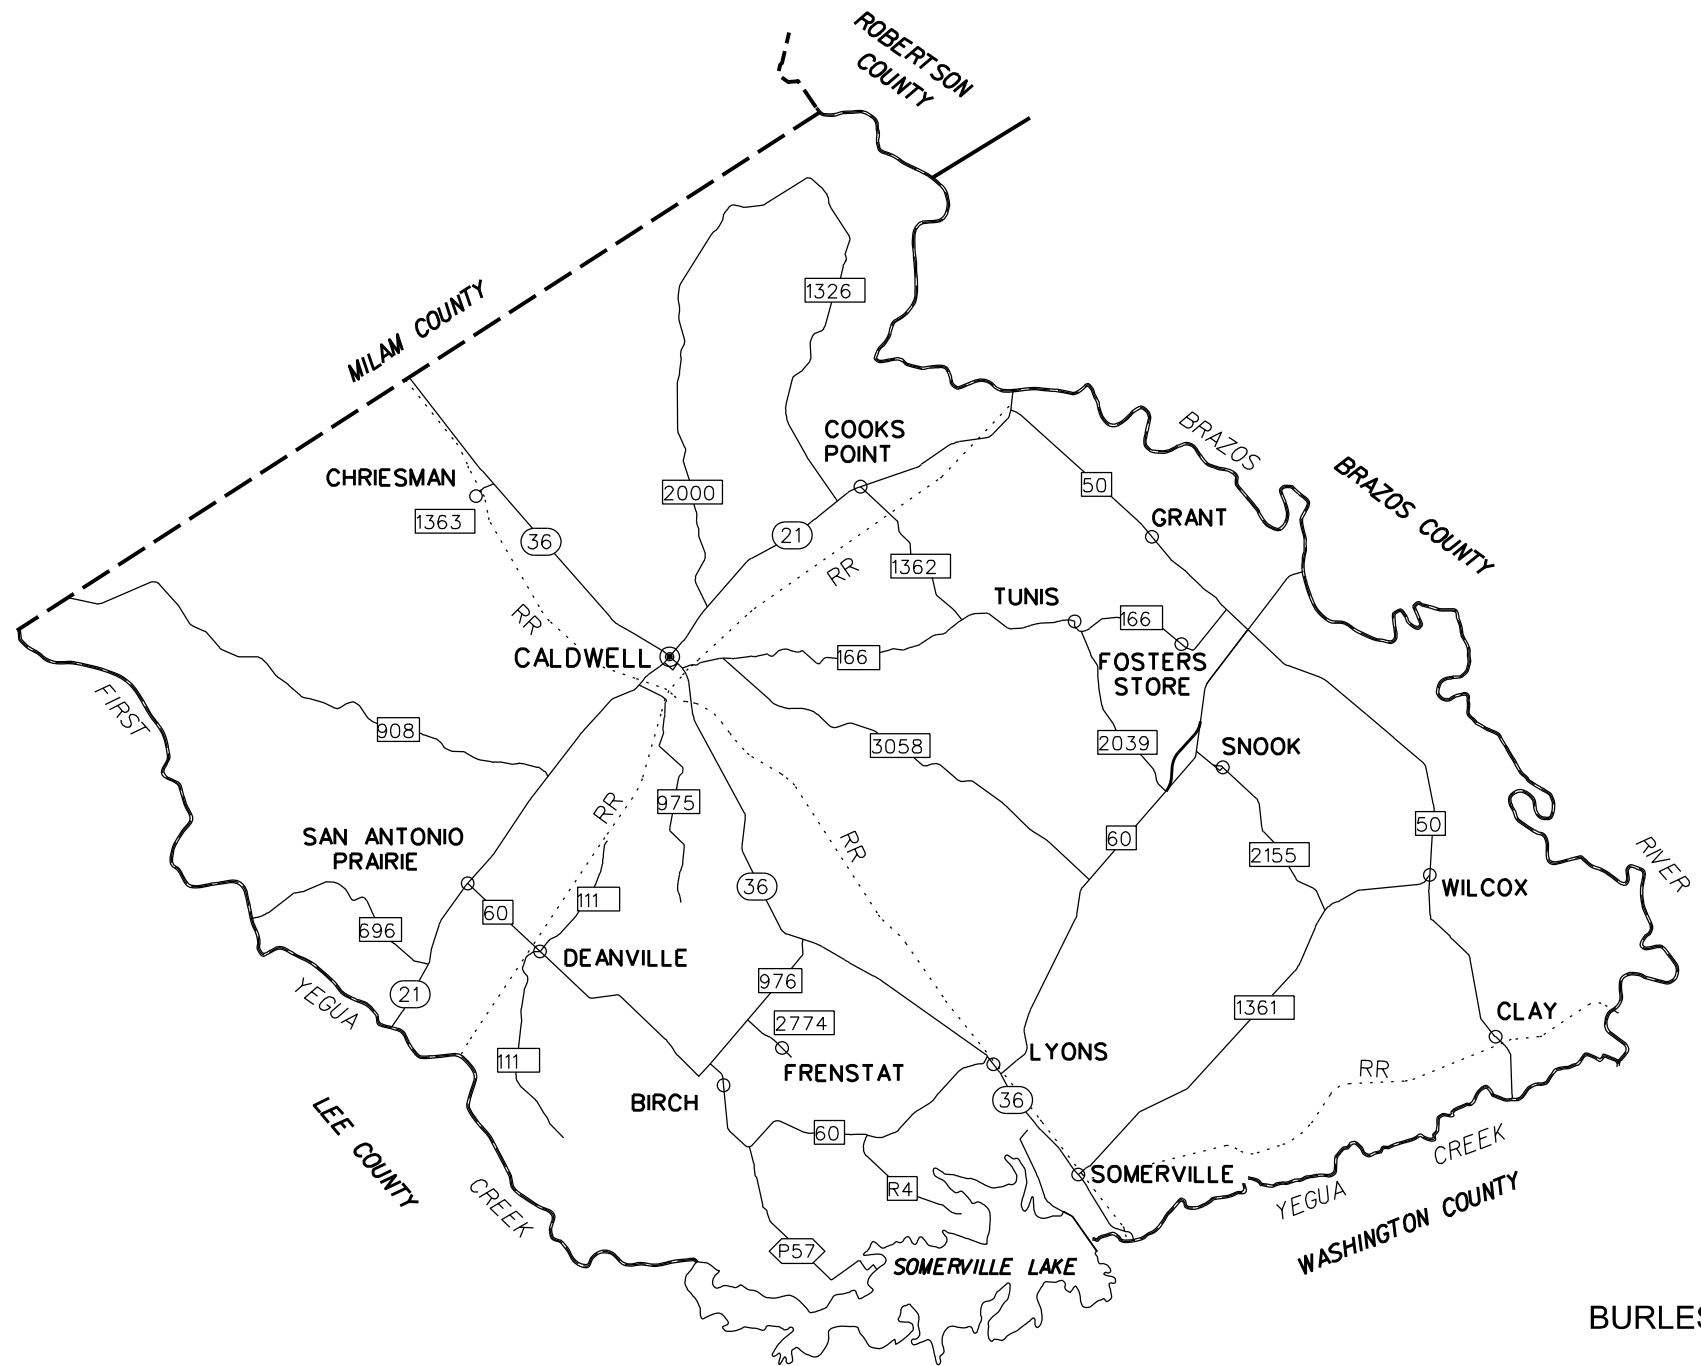 ROBERTSON
COUNTY
MILAM COUNTY
1326
COOKS
POINT
CHRIESMAN
1363
36
2000
21
50
GRANT
BRAZOS
BRAZOS COUNTY
RR
1362
TUNIS
166
RR
CALDWELL
166
FOSTERS
STORE
FIRST
908
3058
2039
SNOOK
RR
975
SAN ANTONIO
PRAIRIE
RR
60
2155
50
RIVER
WILCOX
36
60
111
696
DEANVILLE
976
21
YEGUA
2774
1361
CLAY
LYONS
111
FRENSTAT
BIRCH
RR
36
LEE COUNTY
60
CREEK
SOMERVILLE
R4
CREEK
YEGUA
WASHINGTON COUNTY
P57
SOMERVILLE LAKE
BURLES